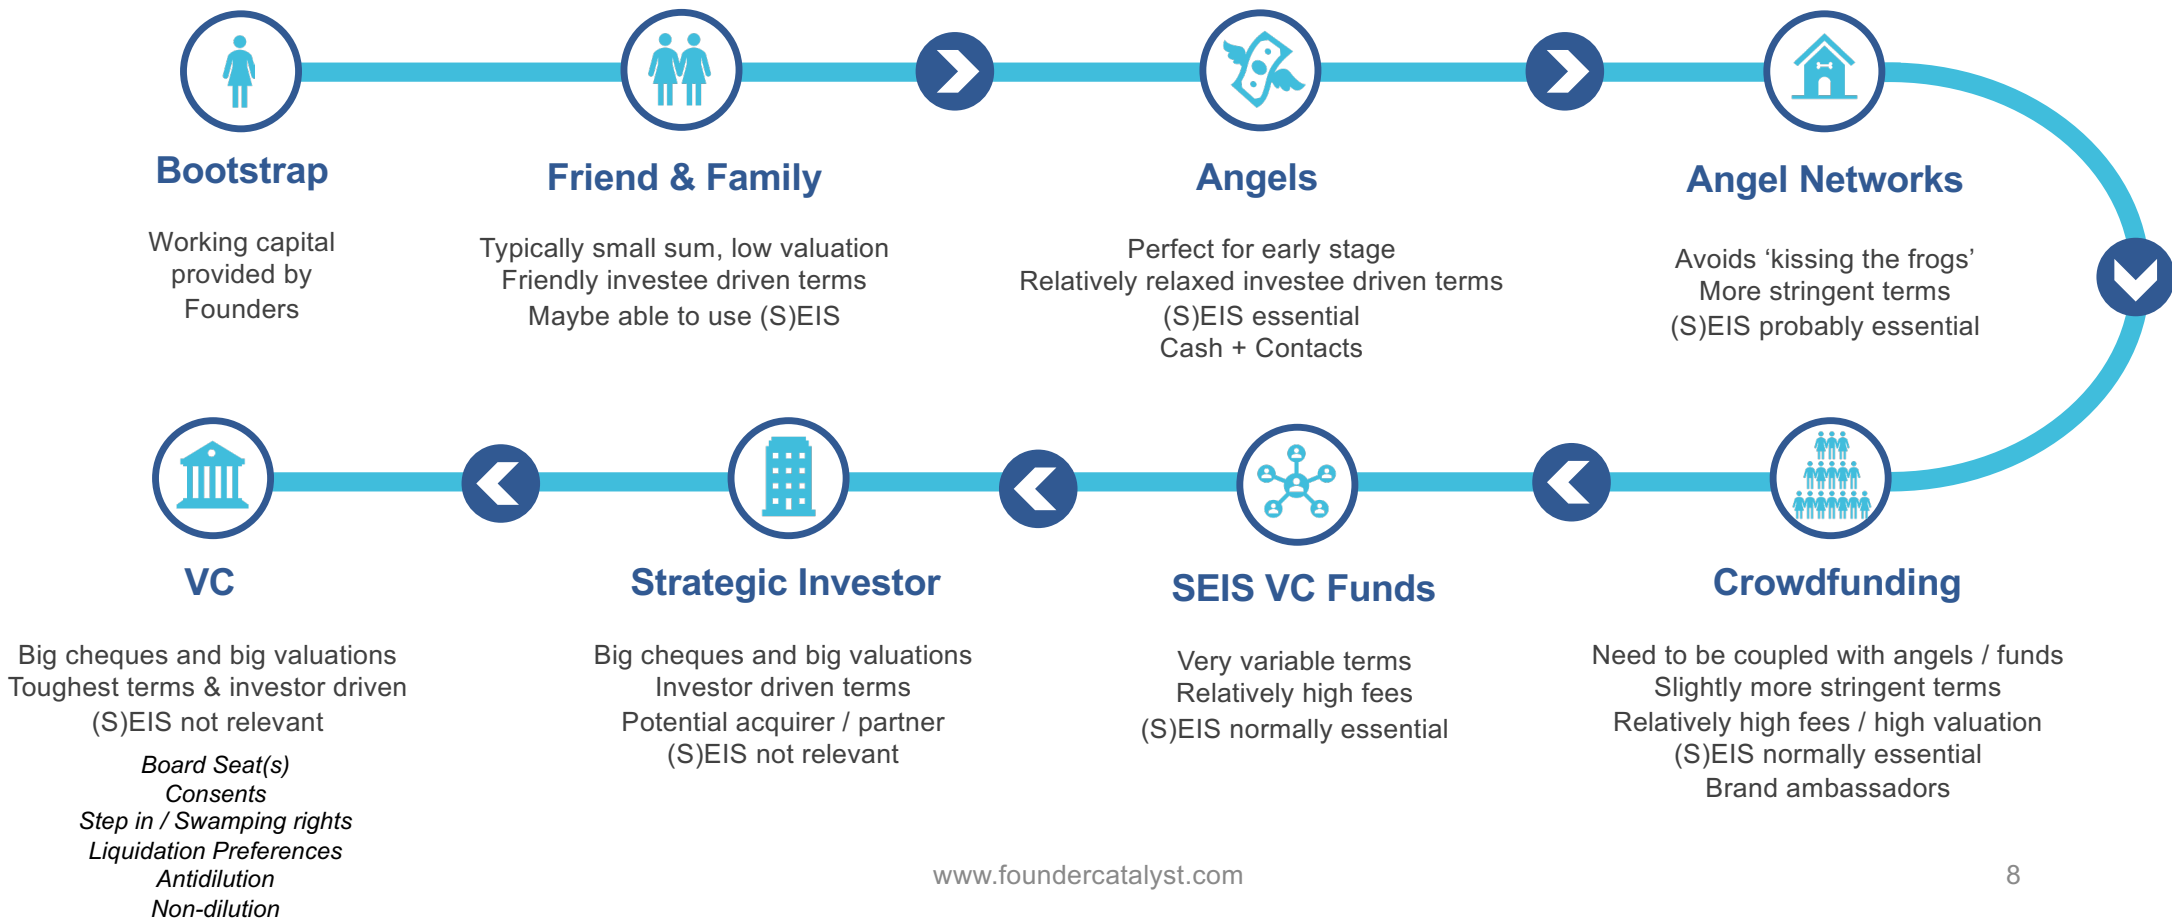 Bootstrap
Working capital
provided by
Founders
Friend & Family
Typically small sum, low valuation
Friendly investee driven terms
Maybe able to use (S)EIS
Angels
Perfect for early stage
Relatively relaxed investee driven terms
(S)EIS essential
Cash + Contacts
Angel Networks
Avoids ‘kissing the frogs’
More stringent terms
(S)EIS probably essential
VC
Big cheques and big valuations
Toughest terms & investor driven
(S)EIS not relevant
Board Seat(s)
Consents
Step in / Swamping rights
Liquidation Preferences
Antidilution
Non-dilution
Strategic Investor
Big cheques and big valuations
Investor driven terms
Potential acquirer / partner
(S)EIS not relevant
SEIS VC Funds
Very variable terms
Relatively high fees
(S)EIS normally essential
Crowdfunding
Need to be coupled with angels / funds
Slightly more stringent terms
Relatively high fees / high valuation
(S)EIS normally essential
Brand ambassadors
www.foundercatalyst.com
8